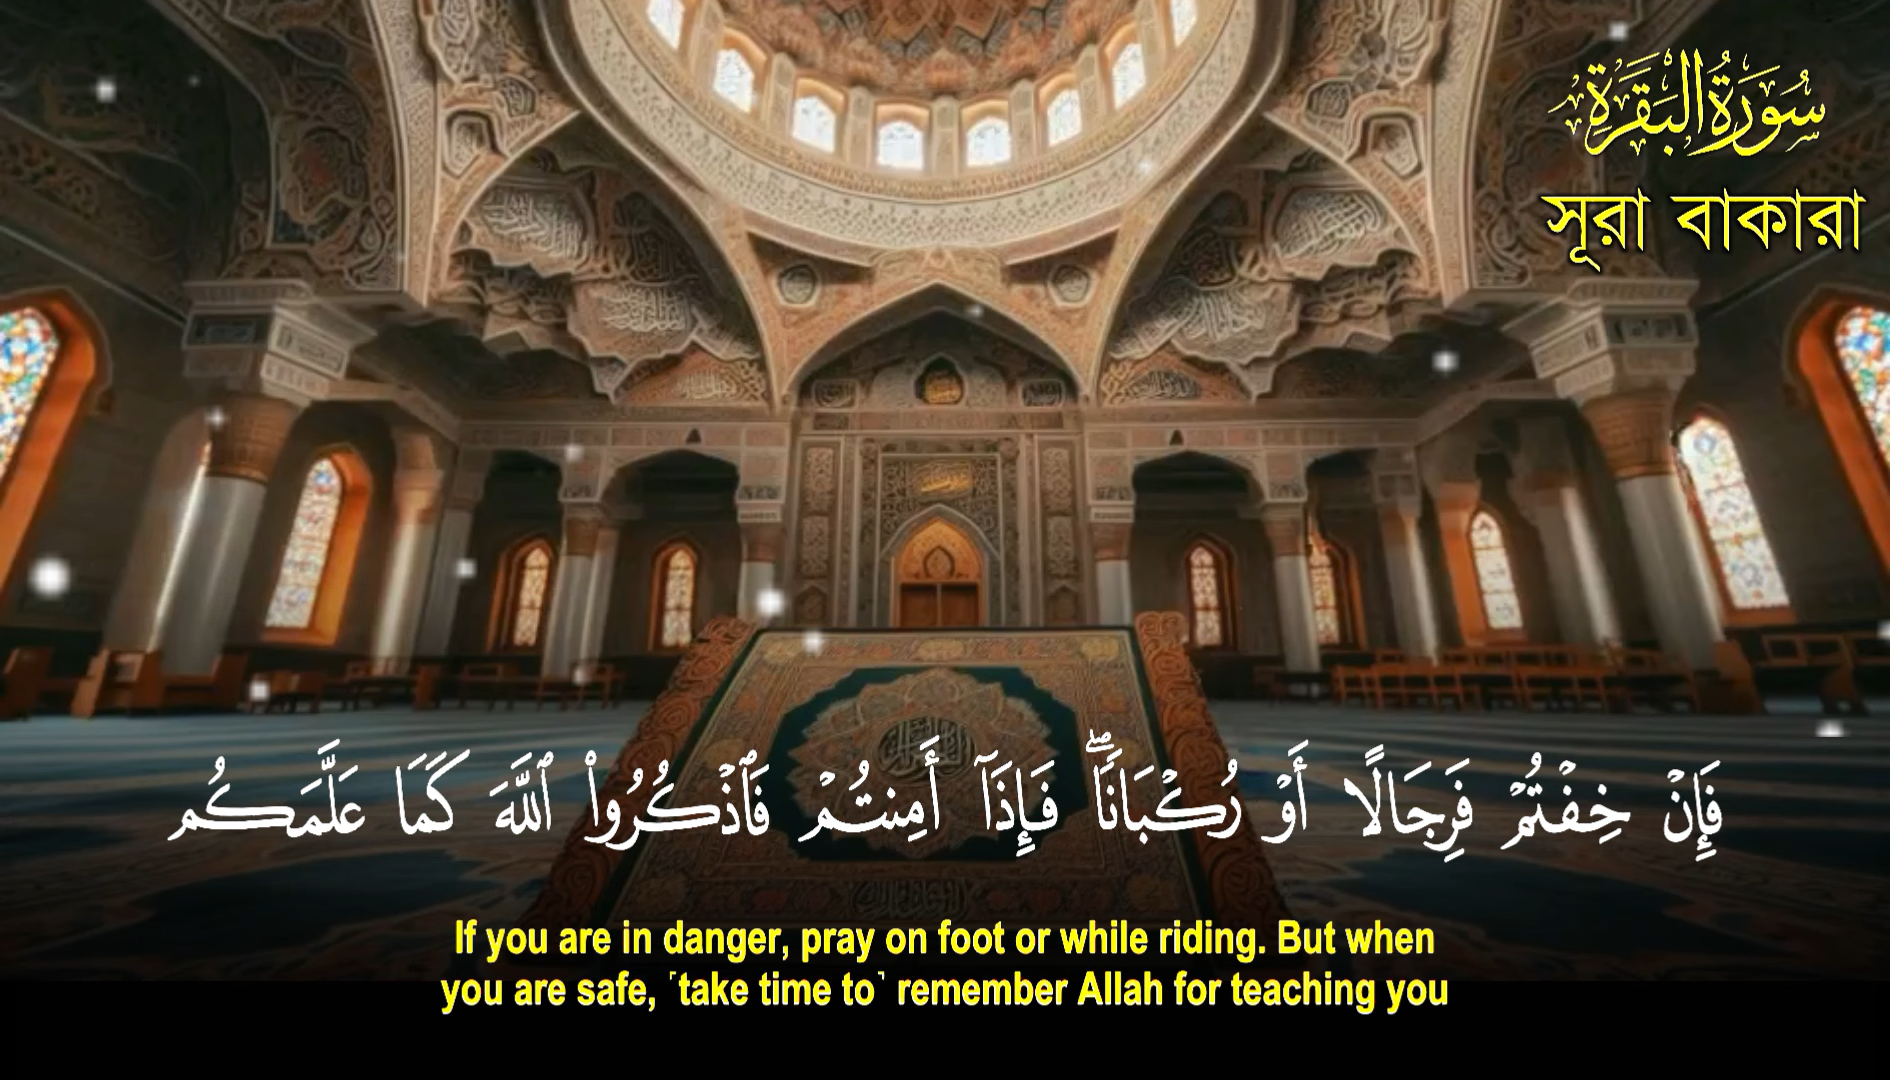 سُورَةُ البَقَرَةِ
সূরা বাকারা
فَإِنْ خِفْتُمْ فَرِجَالًا أَوْ رُكْبَانًاۖ فَإِذَآ أَمِنتُمْ فَٱذْكُرُوا۟ ٱللَّهَ كَمَا عَلَّمَكُم
If you are in danger, pray on foot or while riding. But when
you are safe, ˹take time to˺ remember Allah for teaching you